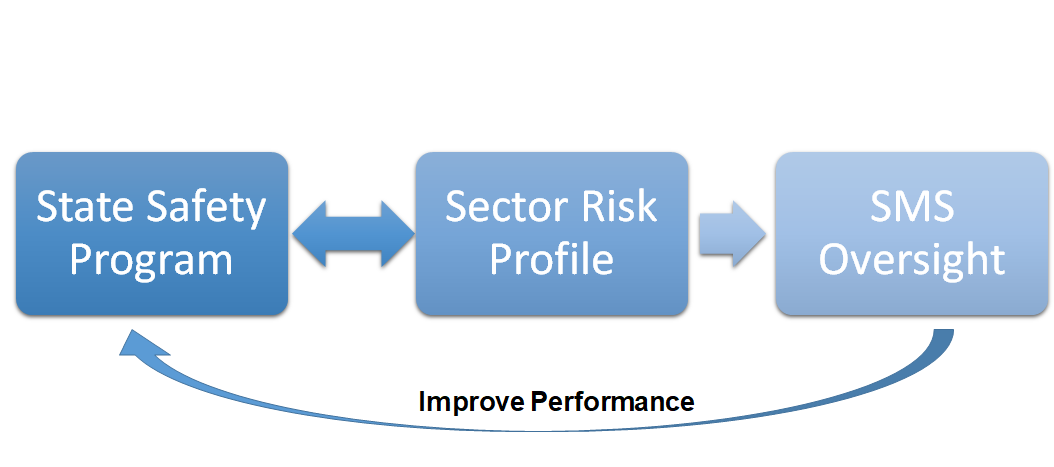 State Safety
Program
Sector Risk
Profile
SMS
Oversight
Improve Performance